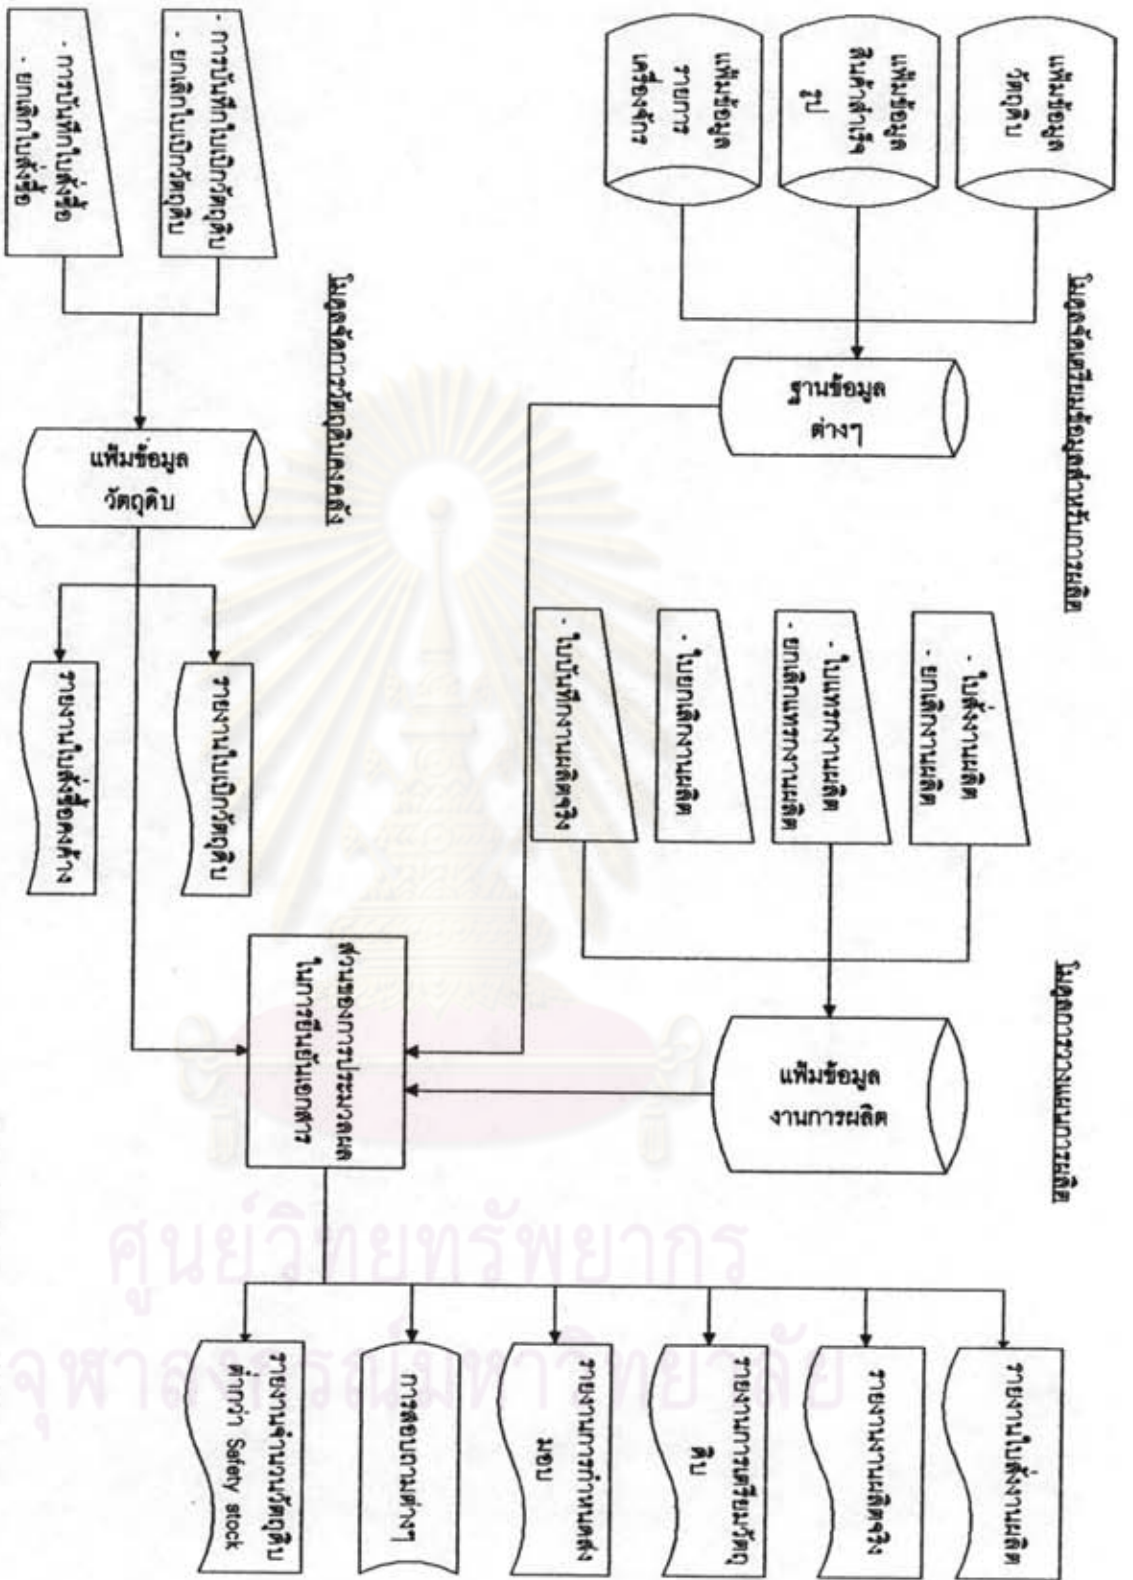 โมดูลจัดเตรียมข้อมูลสำหรับการผลิต
แฟ้มข้อมูล
วัตถุดิบ
แฟ้มข้อมูล
สินค้าสำเร็จ
รูป
แฟ้มข้อมูล
รายการ
เครื่องจักร
ฐานข้อมูล
ต่างๆ
โมดูลการวางแผนการผลิต
- ใบสั่งงานผลิต
- ยกเลิกงานผลิต
- ใบแทรกงานผลิต
- ยกเลิกแทรกงานผลิต
- ใบยกเลิกงานผลิต
- ใบบันทึกงานผลิตจริง
แฟ้มข้อมูล
งานการผลิต
โมดูลจัดการวัตถุดิบคงคลัง
- การบันทึกใบเบิกวัตถุดิบ
- ยกเลิกใบเบิกวัตถุดิบ
- การบันทึกใบสั่งซื้อ
- ยกเลิกใบสั่งซื้อ
แฟ้มข้อมูล
วัตถุดิบ
รายงานใบเบิกวัตถุดิบ
รายงานใบสั่งซื้อคงค้าง
ส่วนของการประมวลผล
ในการยืนยันเอกสาร
รายงานใบสั่งงานผลิต
รายงานงานผลิตจริง
รายงานการเตรียมวัตถุ
ดิบ
รายงานการกำหนดส่ง
มอบ
การสอบถามต่างๆ
รายงานจำนวนวัตถุดิบ
ต่ำกว่า Safety stock
ศูนย์วิทยทรัพยากร
จุฬาลงกรณ์มหาวิทยาลัย